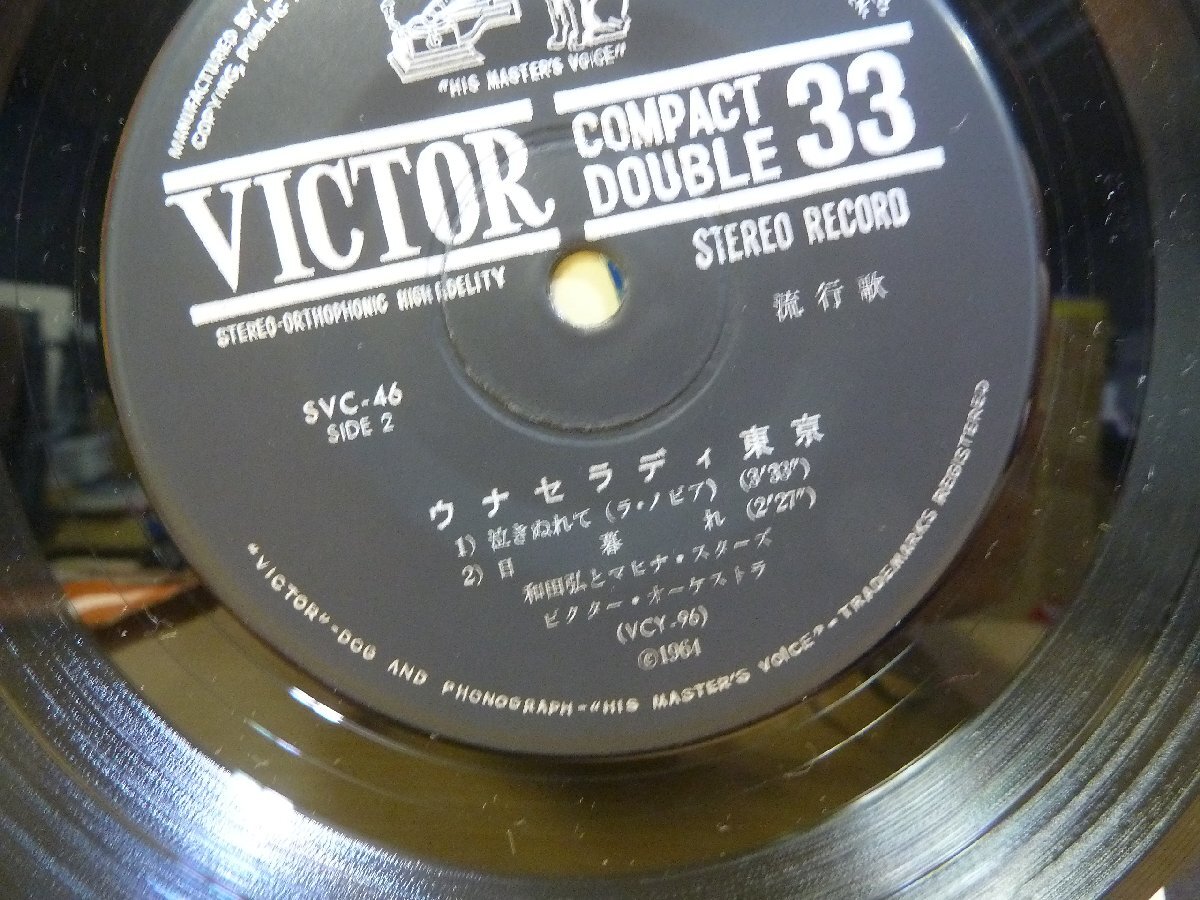 MANUFACTURED BY
COPYING, PUBLIC
"HIS MASTER'S VOICE"
VICTOR
COMPACT
DOUBLE 33
STEREO-ORTHOPHONIC HIGH FIDELITY
STEREO RECORD
流行歌
SVC-46
SIDE 2
ウナセラディ東京
1) 泣きぬれて (ラ・ノビア) (3'33")
2) 日暮れ (2'27")
和田弘とマヒナ・スターズ
ビクター・オーケストラ
(VCY-96)
©1964
"VICTOR"-DOG AND PHONOGRAPH-"HIS MASTER'S VOICE"-TRADEMARKS REGISTERED